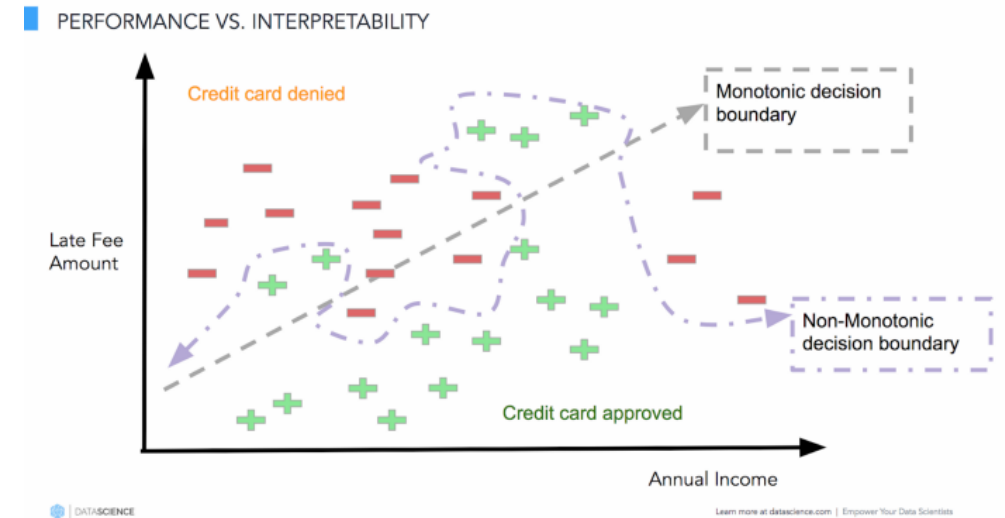 PERFORMANCE VS. INTERPRETABILITY
Credit card denied
Monotonic decision
boundary
Late Fee
Amount
Non-Monotonic
decision boundary
Credit card approved
Annual Income
DATASCIENCE
Learn more at datascience.com | Empower Your Data Scientists